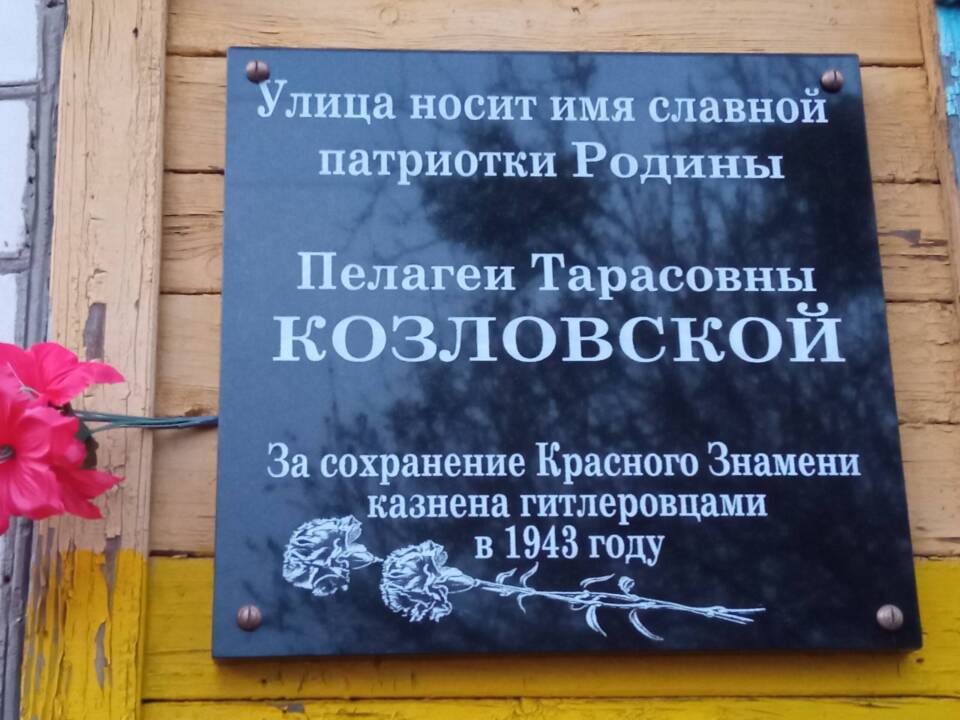 Улица носит имя славной
патриотки Родины
Пелагеи Тарасовны
КОЗЛОВСКОЙ
За сохранение Красного Знамени
казнена гитлеровцами
в 1943 году